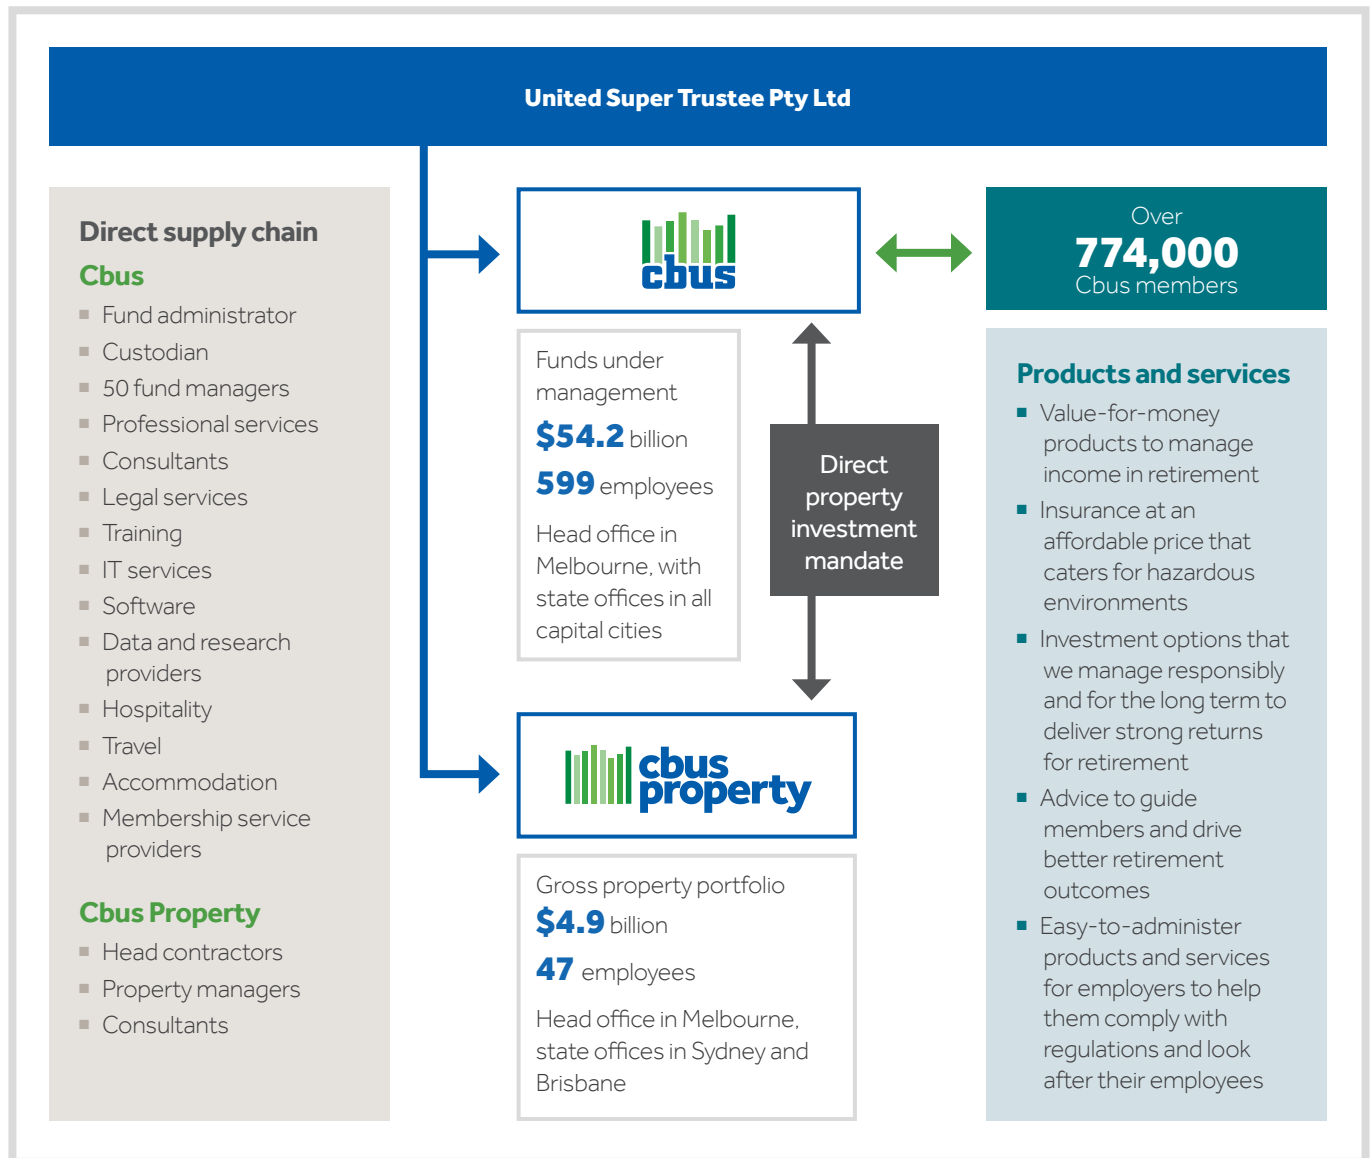 United Super Trustee Pty Ltd
Direct supply chain
Cbus
▪ Fund administrator
▪ Custodian
▪ 50 fund managers
▪ Professional services
▪ Consultants
▪ Legal services
▪ Training
▪ IT services
▪ Software
▪ Data and research
providers
▪ Hospitality
▪ Travel
▪ Accommodation
▪ Membership service
providers
Cbus Property
▪ Head contractors
▪ Property managers
▪ Consultants
cbus
Funds under
management
$54.2 billion
599 employees
Head office in
Melbourne, with
state offices in all
capital cities
Direct
property
investment
mandate
cbus
property
Gross property portfolio
$4.9 billion
47 employees
Head office in Melbourne,
state offices in Sydney and
Brisbane
Over
774,000
Cbus members
Products and services
▪ Value-for-money
products to manage
income in retirement
▪ Insurance at an
affordable price that
caters for hazardous
environments
▪ Investment options that
we manage responsibly
and for the long term to
deliver strong returns
for retirement
▪ Advice to guide
members and drive
better retirement
outcomes
▪ Easy-to-administer
products and services
for employers to help
them comply with
regulations and look
after their employees